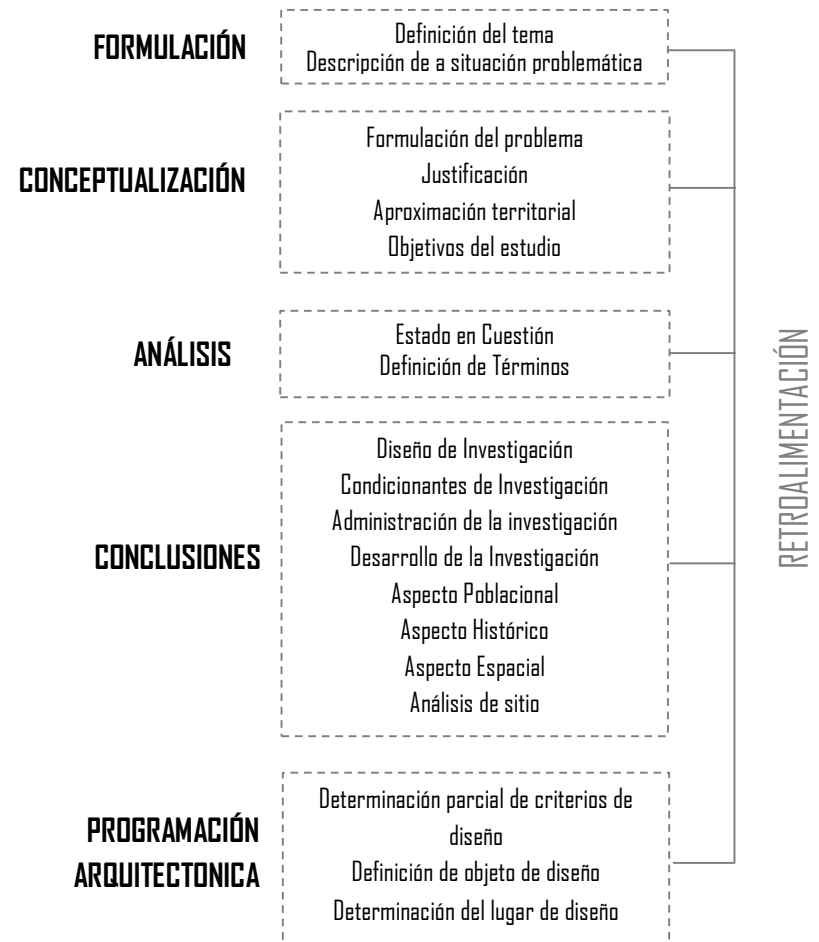 FORMULACIÓN
Definición del tema
Descripción de a situación problemática
CONCEPTUALIZACIÓN
Formulación del problema
Justificación
Aproximación territorial
Objetivos del estudio
ANÁLISIS
Estado en Cuestión
Definición de Términos
CONCLUSIONES
Diseño de Investigación
Condicionantes de Investigación
Administración de la investigación
Desarrollo de la Investigación
Aspecto Poblacional
Aspecto Histórico
Aspecto Espacial
Análisis de sitio
PROGRAMACIÓN
ARQUITECTONICA
Determinación parcial de criterios de
diseño
Definición de objeto de diseño
Determinación del lugar de diseño
RETROALIMENTACIÓN